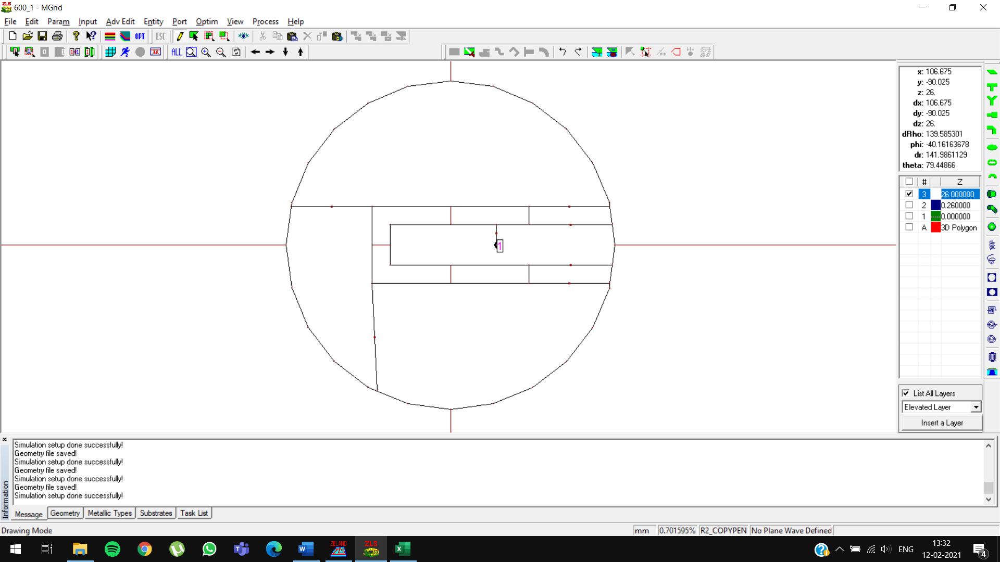 600_1 - MGrid
File Edit Param Input Adv Edit Entity Port Optim View Process Help
OPT ESC
ALL
x: 106.675
y: -90.025
z: 26.
dx: 106.675
dy: -90.025
dz: 26.
dRho: 139.585301
phi: -40.16163678
dr: 141.9861129
theta: 79.44866
# Z
3 26.000000
2 0.260000
1 0.000000
A 3D Polygon
1
List All Layers
Elevated Layer
Insert a Layer
Simulation setup done successfully!
Geometry file saved!
Simulation setup done successfully!
Geometry file saved!
Simulation setup done successfully!
Geometry file saved!
Simulation setup done successfully!
Information
Message Geometry Metallic Types Substrates Task List
Drawing Mode mm 0.701595% R2_COPYPEN No Plane Wave Defined
ZELAND ZLS
ENG
13:32
12-02-2021
4